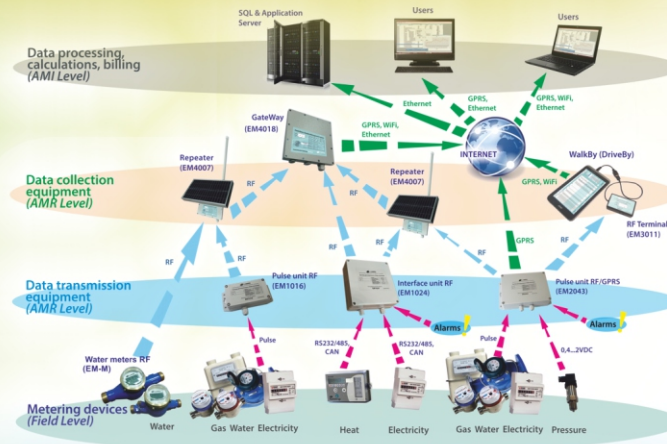 SQL & Application
Server
Users
Users
Data processing,
calculations, billing
(AMI Level)
Ethernet
GPRS,
Ethernet
GPRS, WiFi,
Ethernet
GateWay
(EM4018)
GPRS, WiFi,
Ethernet
INTERNET
WalkBy (DriveBy)
Repeater
(EM4007)
Repeater
(EM4007)
Data collection
equipment
(AMR Level)
RF
RF
RF
RF
GPRS, WiFi
RF Terminal
(EM3011)
RF
RF
RF
RF
RF
GPRS
RF
Data transmission
equipment
(AMR Level)
Pulse unit RF
(EM1016)
Interface unit RF
(EM1024)
Pulse unit RF/GPRS
(EM2043)
Alarms
Alarms
Water meters RF
(EM-M)
Pulse
RS232/485,
CAN
RS232/485,
CAN
Pulse
0,4...2VDC
Metering devices
(Field Level)
Water
Gas Water Electricity
Heat
Electricity
Gas Water Electricity
Pressure